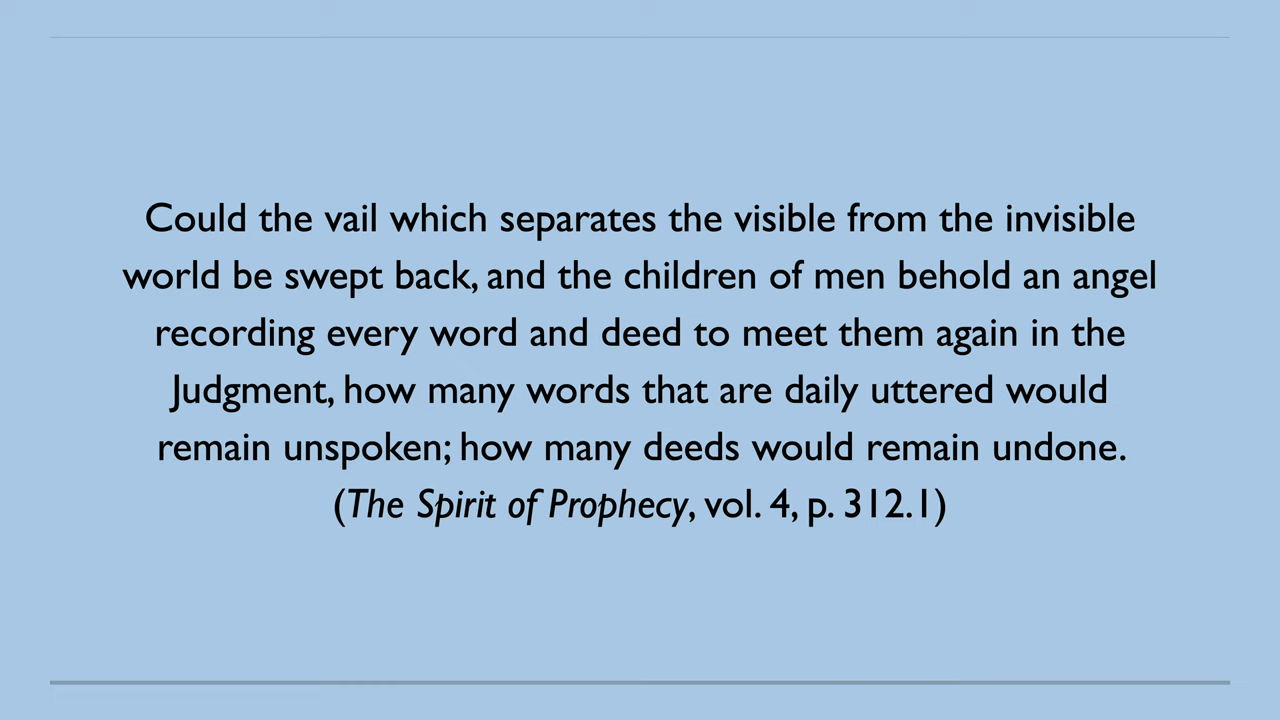 Could the vail which separates the visible from the invisible
world be swept back, and the children of men behold an angel
recording every word and deed to meet them again in the
Judgment, how many words that are daily uttered would
remain unspoken; how many deeds would remain undone.
(The Spirit of Prophecy, vol. 4, p. 312.1)